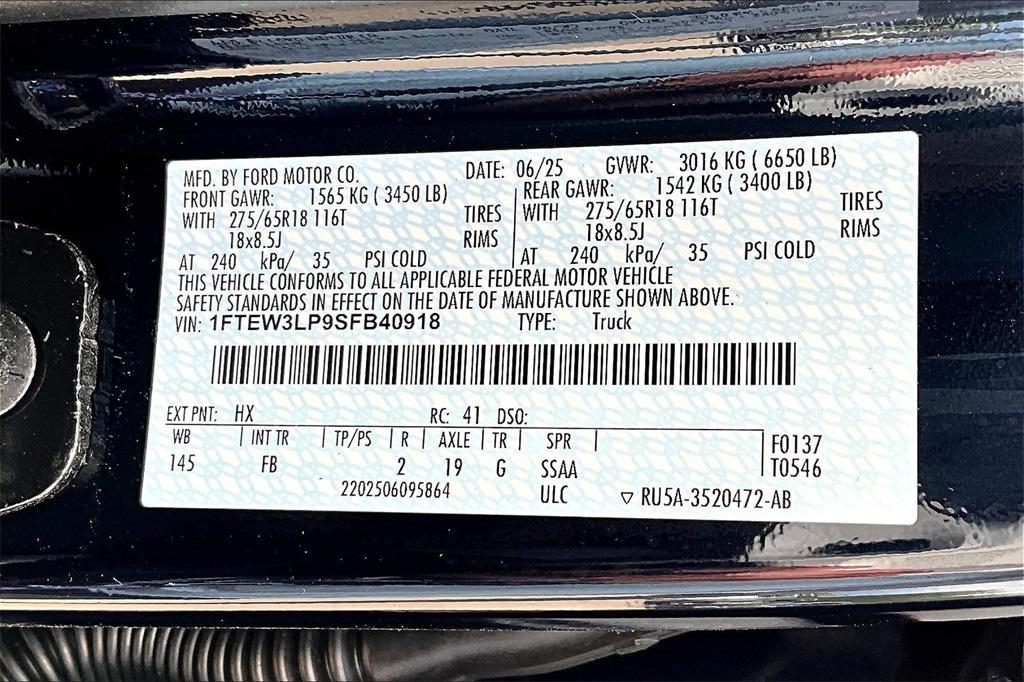 MFD. BY FORD MOTOR CO. DATE: 06/25 GVWR: 3016 KG ( 6650 LB)
FRONT GAWR: 1565 KG ( 3450 LB) REAR GAWR: 1542 KG ( 3400 LB)
WITH 275/65R18 116T TIRES WITH 275/65R18 116T TIRES
18x8.5J RIMS 18x8.5J RIMS
AT 240 kPa/ 35 PSI COLD AT 240 kPa/ 35 PSI COLD
THIS VEHICLE CONFORMS TO ALL APPLICABLE FEDERAL MOTOR VEHICLE
SAFETY STANDARDS IN EFFECT ON THE DATE OF MANUFACTURE SHOWN ABOVE.
VIN: 1FTEW3LP9SFB40918 TYPE: Truck
EXT PNT: HX RC: 41 DSO:
WB INT TR TP/PS R AXLE TR SPR F0137
145 FB 2 19 G SSAA T0546
2202506095864 ULC ▽ RU5A-3520472-AB